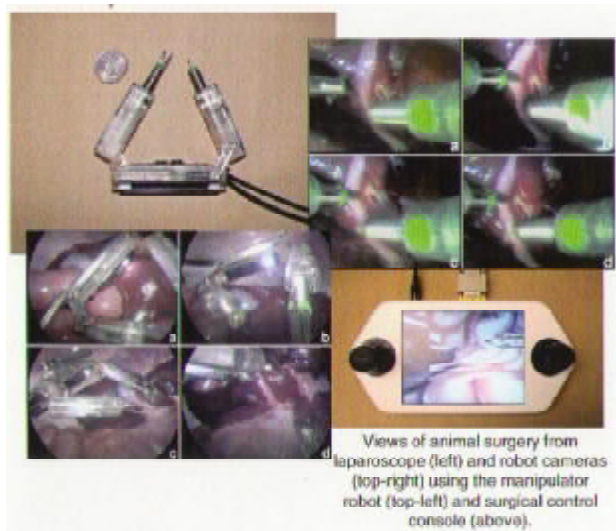 a
b
c
d
a
b
c
d
Views of animal surgery from
laparoscope (left) and robot cameras
(top-right) using the manipulator
robot (top-left) and surgical control
console (above).